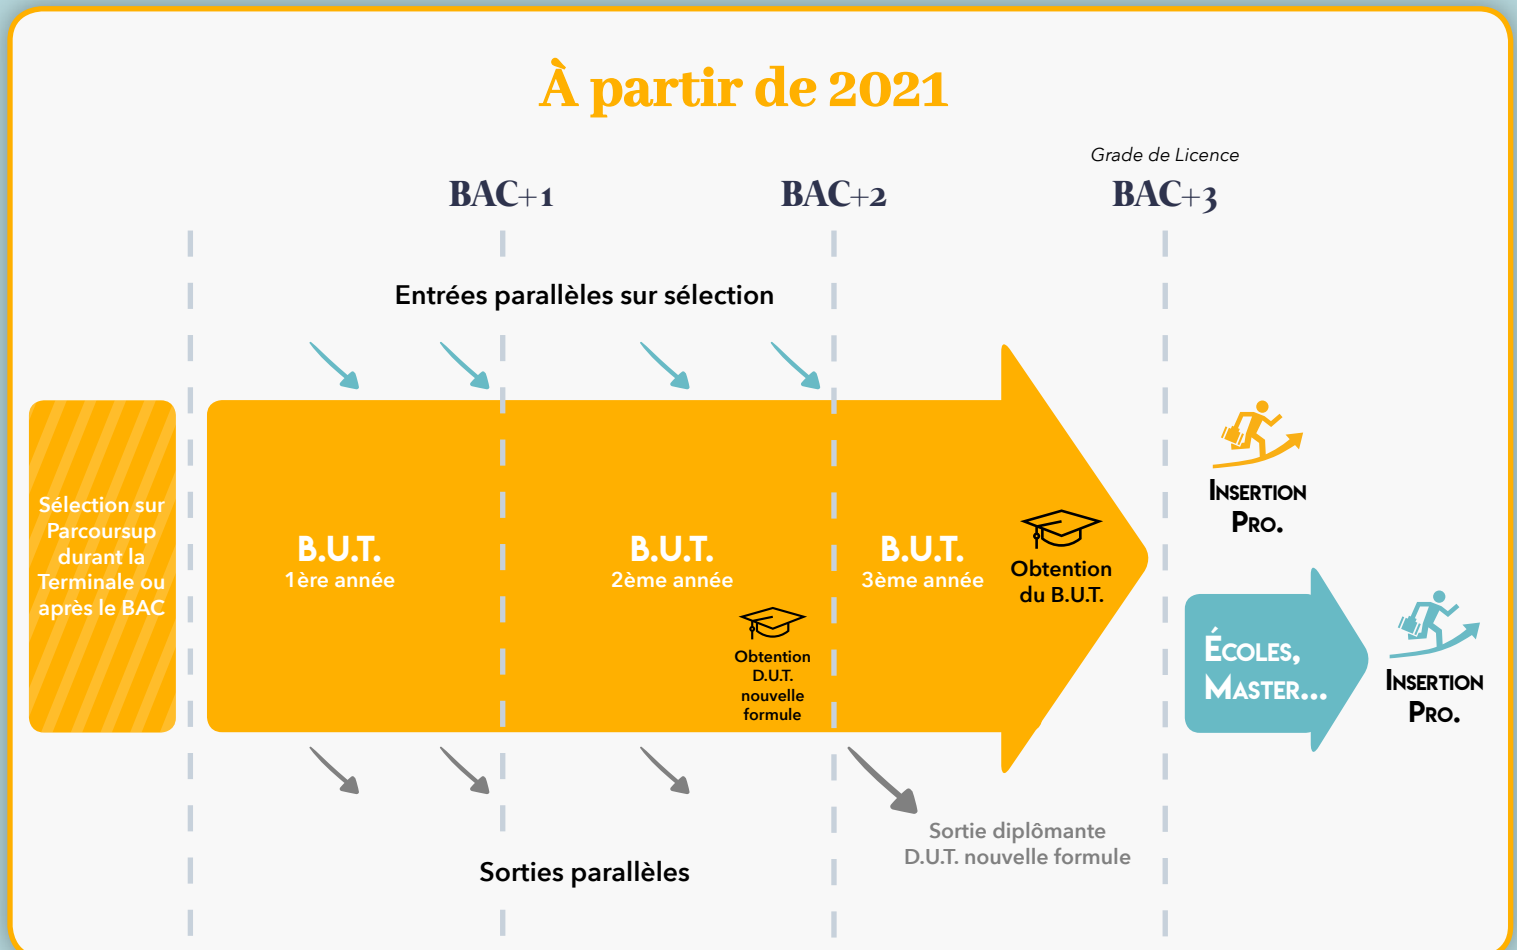 À partir de 2021
Grade de Licence
BAC+1
BAC+2
BAC+3
Entrées parallèles sur sélection
Sélection sur
Parcoursup
durant la
Terminale ou
après le BAC
B.U.T.
1ère année
B.U.T.
2ème année
Obtention
D.U.T.
nouvelle
formule
B.U.T.
3ème année
Obtention
du B.U.T.
Insertion
Pro.
Écoles,
Master...
Insertion
Pro.
Sortie diplômante
D.U.T. nouvelle formule
Sorties parallèles